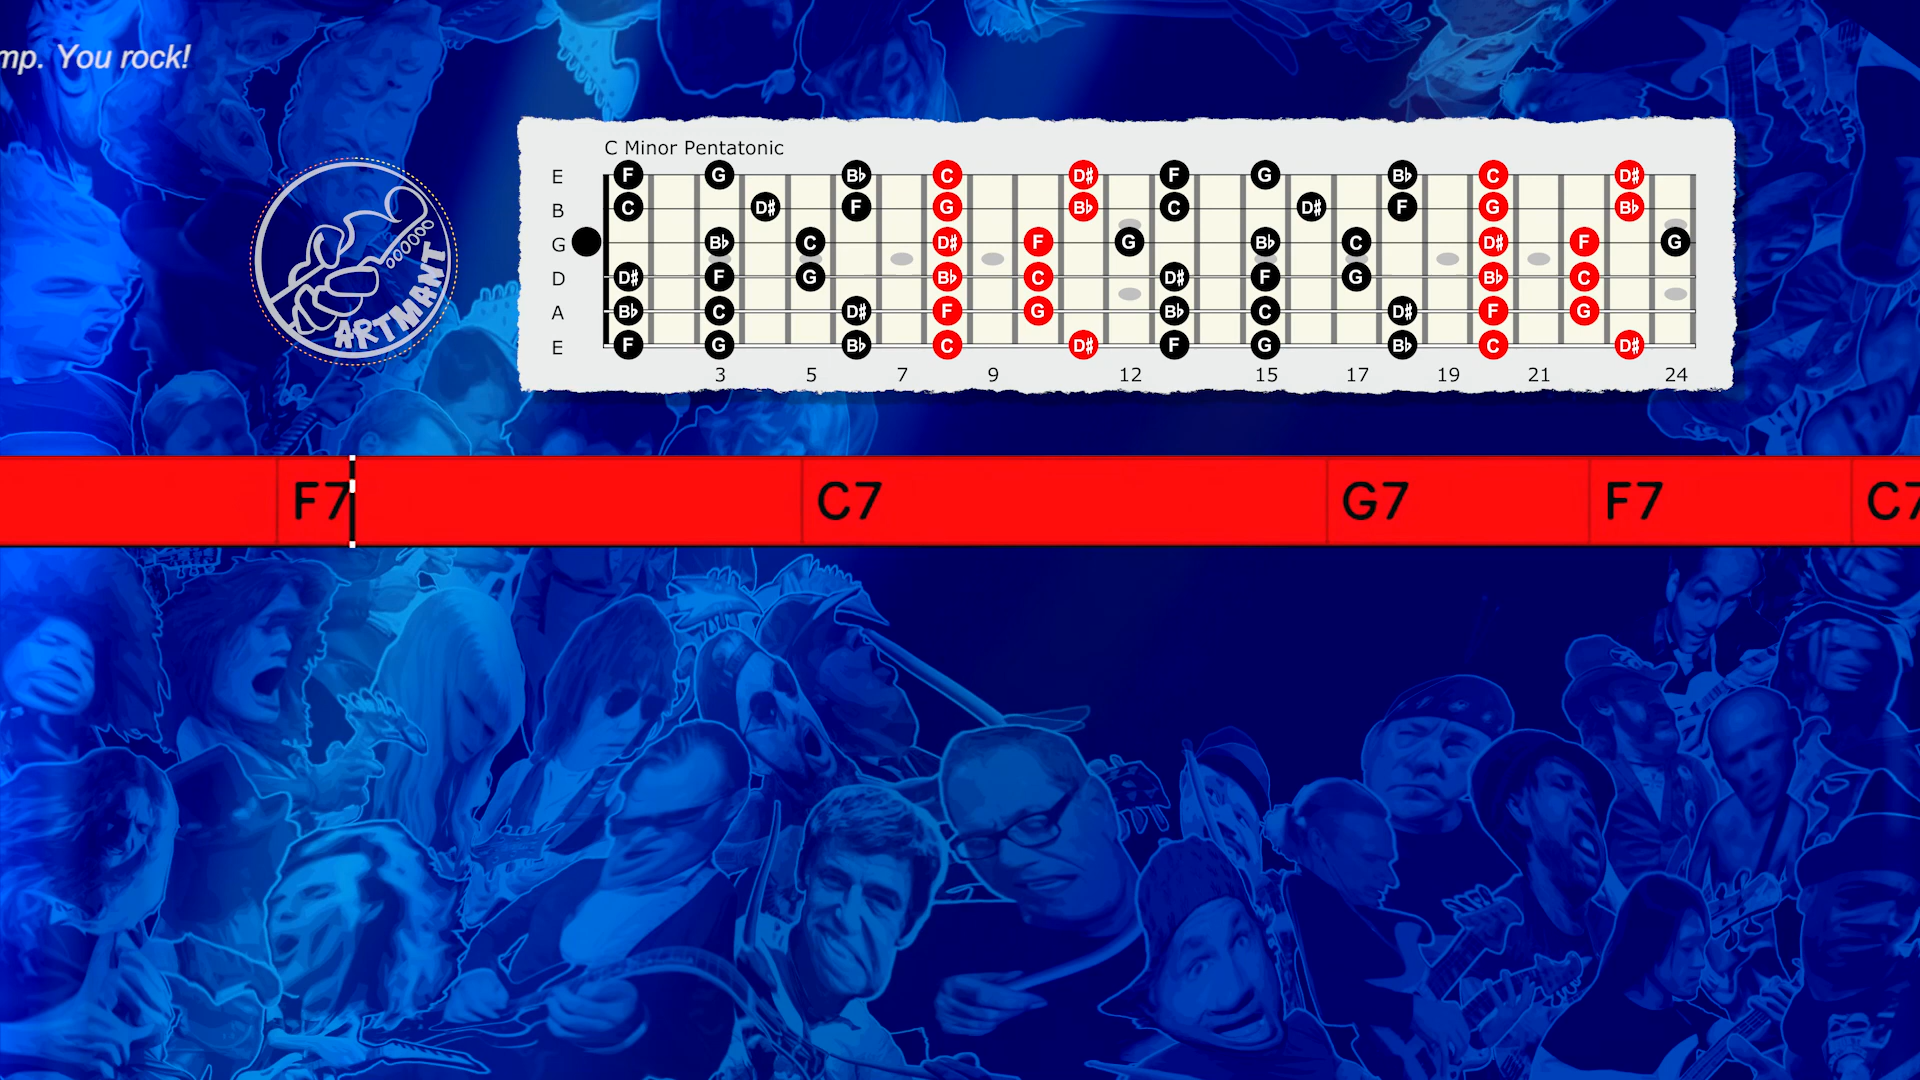 mp. You rock!
C Minor Pentatonic
E F G B♭ C D# F G B♭ C D#
B C D# F G B♭ C D# F G B♭
G B♭ C D# F G B♭ C D# F G
D D# F G B♭ C D# F G B♭ C
A B♭ C D# F G B♭ C D# F G
E F G B♭ C D# F G B♭ C D#
3 5 7 9 12 15 17 19 21 24
ARTMANT
F7 C7 G7 F7 C7